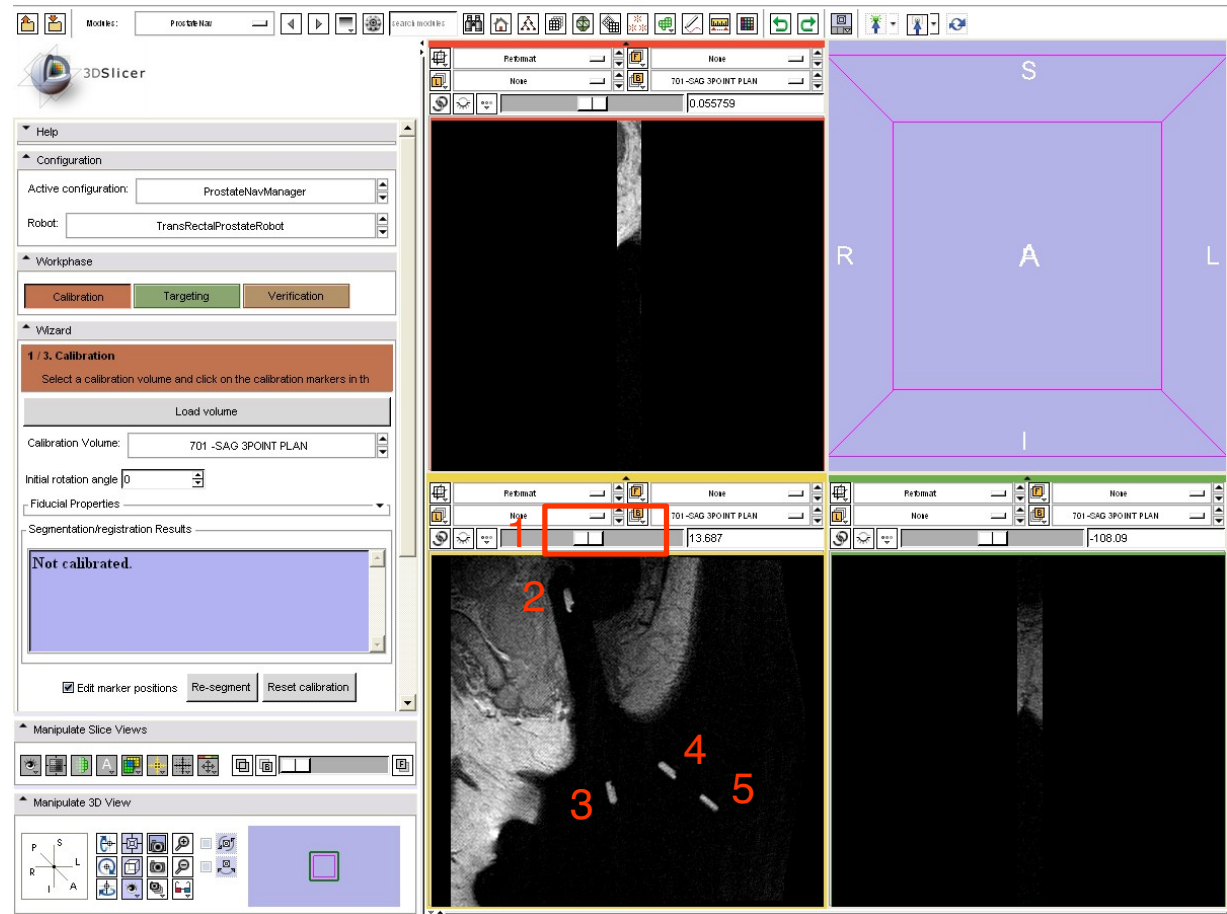 Modules:
ProstateNav
search modules
3DSlicer
Help
Configuration
Active configuration:
ProstateNavManager
Robot:
TransRectalProstateRobot
Workphase
Calibration
Targeting
Verification
Wizard
1 / 3. Calibration
Select a calibration volume and click on the calibration markers in th
Load volume
Calibration Volume:
701 -SAG 3POINT PLAN
Initial rotation angle
0
Fiducial Properties
Segmentation/registration Results
Not calibrated.
Edit marker positions
Re-segment
Reset calibration
Manipulate Slice Views
Manipulate 3D View
P S
L
R
I A
Reformat
None
None
701 -SAG 3POINT PLAN
0.055759
S
R
A
L
I
Reformat
None
None
701 -SAG 3POINT PLAN
1
13.687
2
3
4
5
Reformat
None
None
701 -SAG 3POINT PLAN
-108.09